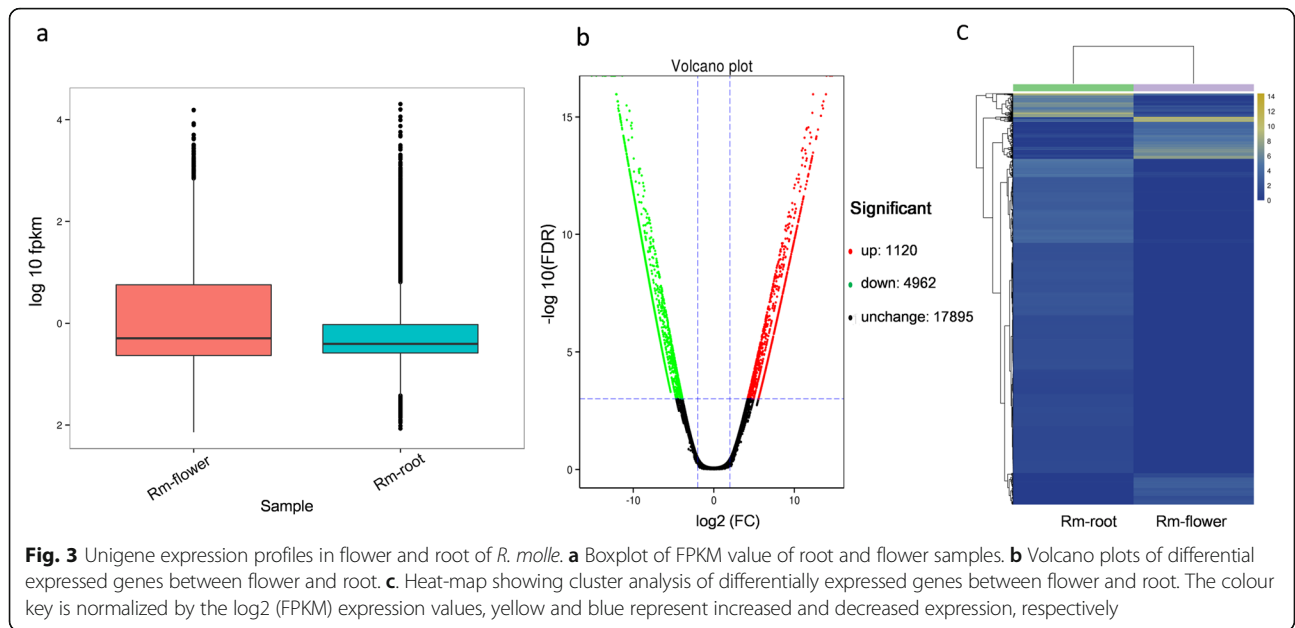 a
log 10 fpkm
4
2
0
2
Rm-flower
Rm-root
Sample
b
Volcano plot
-log 10(FDR)
15
10
5
0
-10
0
10
log2 (FC)
Significant
up: 1120
down: 4962
unchange: 17895
C
14
12
10
8
6
4
2
0
Rm-root
Rm-flower
Fig. 3 Unigene expression profiles in flower and root of R. molle. a Boxplot of FPKM value of root and flower samples. b Volcano plots of differential
expressed genes between flower and root. c. Heat-map showing cluster analysis of differentially expressed genes between flower and root. The colour
key is normalized by the log2 (FPKM) expression values, yellow and blue represent increased and decreased expression, respectively